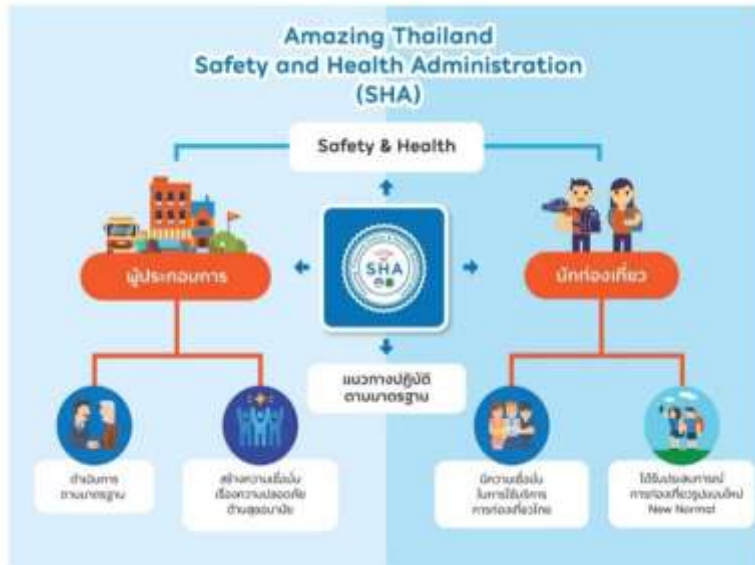 Amazing Thailand
Safety and Health Administration
(SHA)
Safety & Health
ผู้ประกอบการ
SHA
นักท่องเที่ยว
แนวทางปฏิบัติ
ตามมาตรฐาน
ดำเนินการ
ตามมาตรฐาน
สร้างความเชื่อมั่น
เรื่องความปลอดภัย
ด้านสุขอนามัย
มีความเชื่อมั่น
ในการใช้บริการ
การท่องเที่ยวไทย
ได้รับประสบการณ์
การท่องเที่ยวรูปแบบใหม่
New Normal